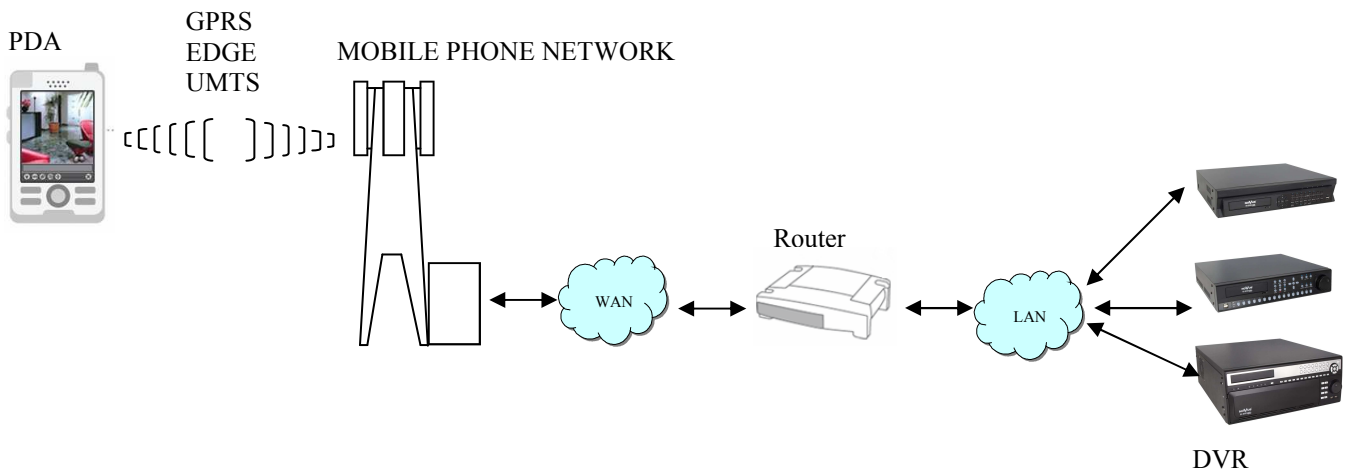 PDA
GPRS
EDGE
UMTS
MOBILE PHONE NETWORK
WAN
Router
LAN
DVR